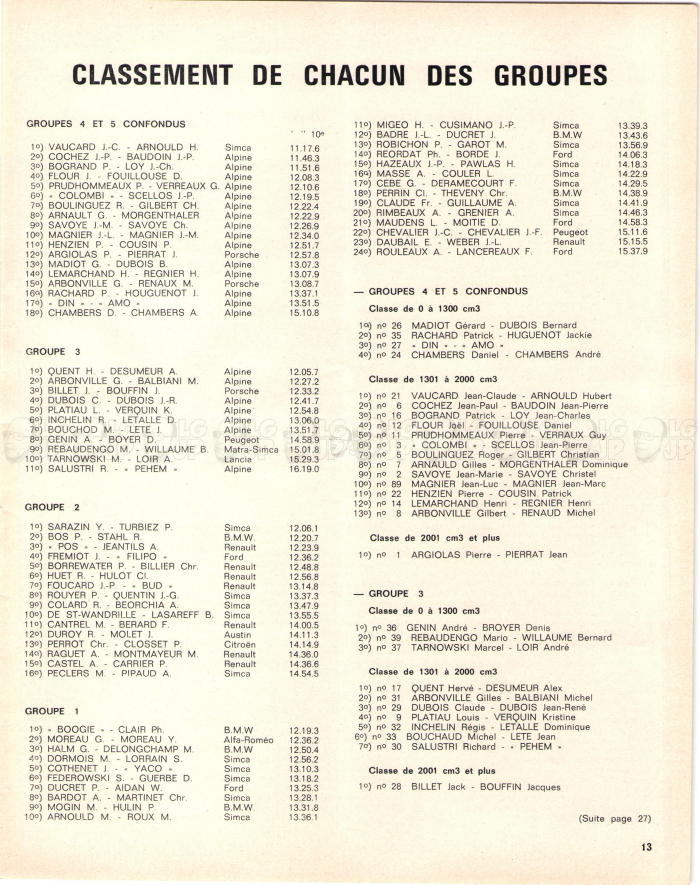 CLASSEMENT DE CHACUN DES GROUPES
GROUPES 4 ET 5 CONFONDUS
' '' 10e
1º) VAUCARD J.-C. - ARNOULD H. Simca 11.17.6
2º) COCHEZ J.-P. - BAUDOIN J.-P. Alpine 11.46.3
3º) BOGRAND P. - LOY J.-Ch. Alpine 11.51.6
4º) FLOUR J. - FOUILLOUSE D. Alpine 12.08.3
5º) PRUDHOMMEAUX P. - VERREAUX G. Alpine 12.10.6
6º) « COLOMBI » - SCELLOS J.-P. Alpine 12.19.5
7º) BOULINGUEZ R. - GILBERT CH. Alpine 12.22.4
8º) ARNAULT G. - MORGENTHALER Alpine 12.22.9
9º) SAVOYE J.-M. - SAVOYE Ch. Alpine 12.26.9
10º) MAGNIER J.-L. - MAGNIER J.-M. Alpine 12.34.0
11º) HENZIEN P. - COUSIN P. Alpine 12.51.7
12º) ARGIOLAS P. - PIERRAT J. Porsche 12.57.8
13º) MADIOT G. - DUBOIS B. Alpine 13.07.3
14º) LEMARCHAND H. - REGNIER H. Alpine 13.07.9
15º) ARBONVILLE G. - RENAUX M. Porsche 13.08.7
16º) RACHARD P. - HOUGUENOT J. Alpine 13.37.1
17º) « DIN » - « AMO » Alpine 13.51.5
18º) CHAMBERS D. - CHAMBERS A. Alpine 15.10.8
GROUPE 3
1º) QUENT H. - DESUMEUR A. Alpine 12.05.7
2º) ARBONVILLE G. - BALBIANI M. Alpine 12.27.2
3º) BILLET J. - BOUFFIN J. Porsche 12.33.2
4º) DUBOIS C. - DUBOIS J.-R. Alpine 12.41.7
5º) PLATIAU L. - VERQUIN K. Alpine 12.54.8
6º) INCHELIN R. - LETALLE D. Alpine 13.06.0
7º) BOUCHOD M. - LETE J. Alpine 13.51.7
8º) GENIN A. - BOYER D. Peugeot 14.58.9
9º) REBAUDENGO M. - WILLAUME B. Matra-Simca 15.01.8
10º) TARNOWSKI M. - LOIR A. Lancia 15.29.3
11º) SALUSTRI R. - « PEHEM » Alpine 16.19.0
GROUPE 2
1º) SARAZIN Y. - TURBIEZ P. Simca 12.06.1
2º) BOS P. - STAHL R. B.M.W. 12.20.7
3º) « POS » - JEANTILS A. Renault 12.23.9
4º) FREMIOT J. - « FILIPO » Ford 12.36.2
5º) BORREWATER P. - BILLIER Chr. Renault 12.48.8
6º) HUET R. - HULOT Cl. Renault 12.56.8
7º) FOUCARD J.-P. - « BUD » Renault 13.14.8
8º) ROUYER P. - QUENTIN J.-G. Simca 13.37.3
9º) COLARD R. - BEORCHIA A. Simca 13.47.9
10º) DE ST-WANDRILLE - LASAREFF B. Simca 13.55.5
11º) CANTREL M. - BERARD F. Renault 14.00.5
12º) DUROY R. - MOLET J. Austin 14.11.3
13º) PERROT Chr. - CLOSSET P. Citroën 14.14.9
14º) RAGUET A. - MONTMAYEUR M. Renault 14.36.0
15º) CASTEL A. - CARRIER P. Renault 14.36.6
16º) PECLERS M. - PIPAUD A. Simca 14.54.5
GROUPE 1
1º) « BOOGIE » - CLAIR Ph. B.M.W 12.19.3
2º) MOREAU G. - MOREAU Y. Alfa-Roméo 12.36.2
3º) HALM G. - DELONGCHAMP M. B.M.W 12.50.4
4º) DORMOIS M. - LORRAIN S. Simca 12.56.2
5º) COTHENET J. - « YACO » Simca 13.10.3
6º) FEDEROWSKI S. - GUERBE D. Simca 13.18.2
7º) DUCRET P. - AIDAN W. Ford 13.25.3
8º) BARDOT A. - MARTINET Chr. Simca 13.28.1
9º) MOGIN M. - HULIN P. B.M.W. 13.31.8
10º) ARNOULD M. - ROUX M. Simca 13.36.1
11º) MIGEO H. - CUSIMANO J.-P. Simca 13.39.3
12º) BADRE J.-L. - DUCRET J. B.M.W 13.43.6
13º) ROBICHON P. - GAROT M. Simca 13.56.9
14º) REORDAT Ph. - BORDE J. Ford 14.06.3
15º) HAZEAUX J.-P. - PAWLAS H. Simca 14.18.3
16º) MASSE A. - COULER L. Simca 14.22.9
17º) CEBE G. - DERAMECOURT F. Simca 14.29.5
18º) PERRIN Cl. - THEVENY Chr. B.M.W 14.38.9
19º) CLAUDE Fr. - GUILLAUME A. Simca 14.41.9
20º) RIMBEAUX A. - GRENIER A. Simca 14.46.3
21º) MAUDENS L. - MOITIE D. Ford 14.58.3
22º) CHEVALIER J.-C. - CHEVALIER J.-F. Peugeot 15.11.6
23º) DAUBAIL E. - WEBER J.-L. Renault 15.15.5
24º) ROULEAUX A. - LANCEREAUX F. Ford 15.37.9
— GROUPES 4 ET 5 CONFONDUS
Classe de 0 à 1300 cm3
1º) nº 26 MADIOT Gérard - DUBOIS Bernard
2º) nº 35 RACHARD Patrick - HUGUENOT Jackie
3º) nº 27 « DIN » - « AMO »
4º) nº 24 CHAMBERS Daniel - CHAMBERS André
Classe de 1301 à 2000 cm3
1º) nº 21 VAUCARD Jean-Claude - ARNOULD Hubert
2º) nº 6 COCHEZ Jean-Paul - BAUDOIN Jean-Pierre
3º) nº 16 BOGRAND Patrick - LOY Jean-Charles
4º) nº 12 FLOUR Joël - FOUILLOUSE Daniel
5º) nº 11 PRUDHOMMEAUX Pierre - VERRAUX Guy
6º) nº 3 « COLOMBI » - SCELLOS Jean-Pierre
7º) nº 5 BOULINGUEZ Roger - GILBERT Christian
8º) nº 7 ARNAULD Gilles - MORGENTHALER Dominique
9º) nº 2 SAVOYE Jean-Marie - SAVOYE Christel
10º) nº 89 MAGNIER Jean-Luc - MAGNIER Jean-Marc
11º) nº 22 HENZIEN Pierre - COUSIN Patrick
12º) nº 14 LEMARCHAND Henri - REGNIER Henri
13º) nº 8 ARBONVILLE Gilbert - RENAUD Michel
Classe de 2001 cm3 et plus
1º) nº 1 ARGIOLAS Pierre - PIERRAT Jean
— GROUPE 3
Classe de 0 à 1300 cm3
1º) nº 36 GENIN André - BROYER Denis
2º) nº 39 REBAUDENGO Mario - WILLAUME Bernard
3º) nº 37 TARNOWSKI Marcel - LOIR André
Classe de 1301 à 2000 cm3
1º) nº 17 QUENT Hervé - DESUMEUR Alex
2º) nº 31 ARBONVILLE Gilles - BALBIANI Michel
3º) nº 29 DUBOIS Claude - DUBOIS Jean-René
4º) nº 9 PLATIAU Louis - VERQUIN Kristine
5º) nº 32 INCHELIN Régis - LETALLE Dominique
6º) nº 33 BOUCHAUD Michel - LETE Jean
7º) nº 30 SALUSTRI Richard - « PEHEM »
Classe de 2001 cm3 et plus
1º) nº 28 BILLET Jack - BOUFFIN Jacques
(Suite page 27)
13